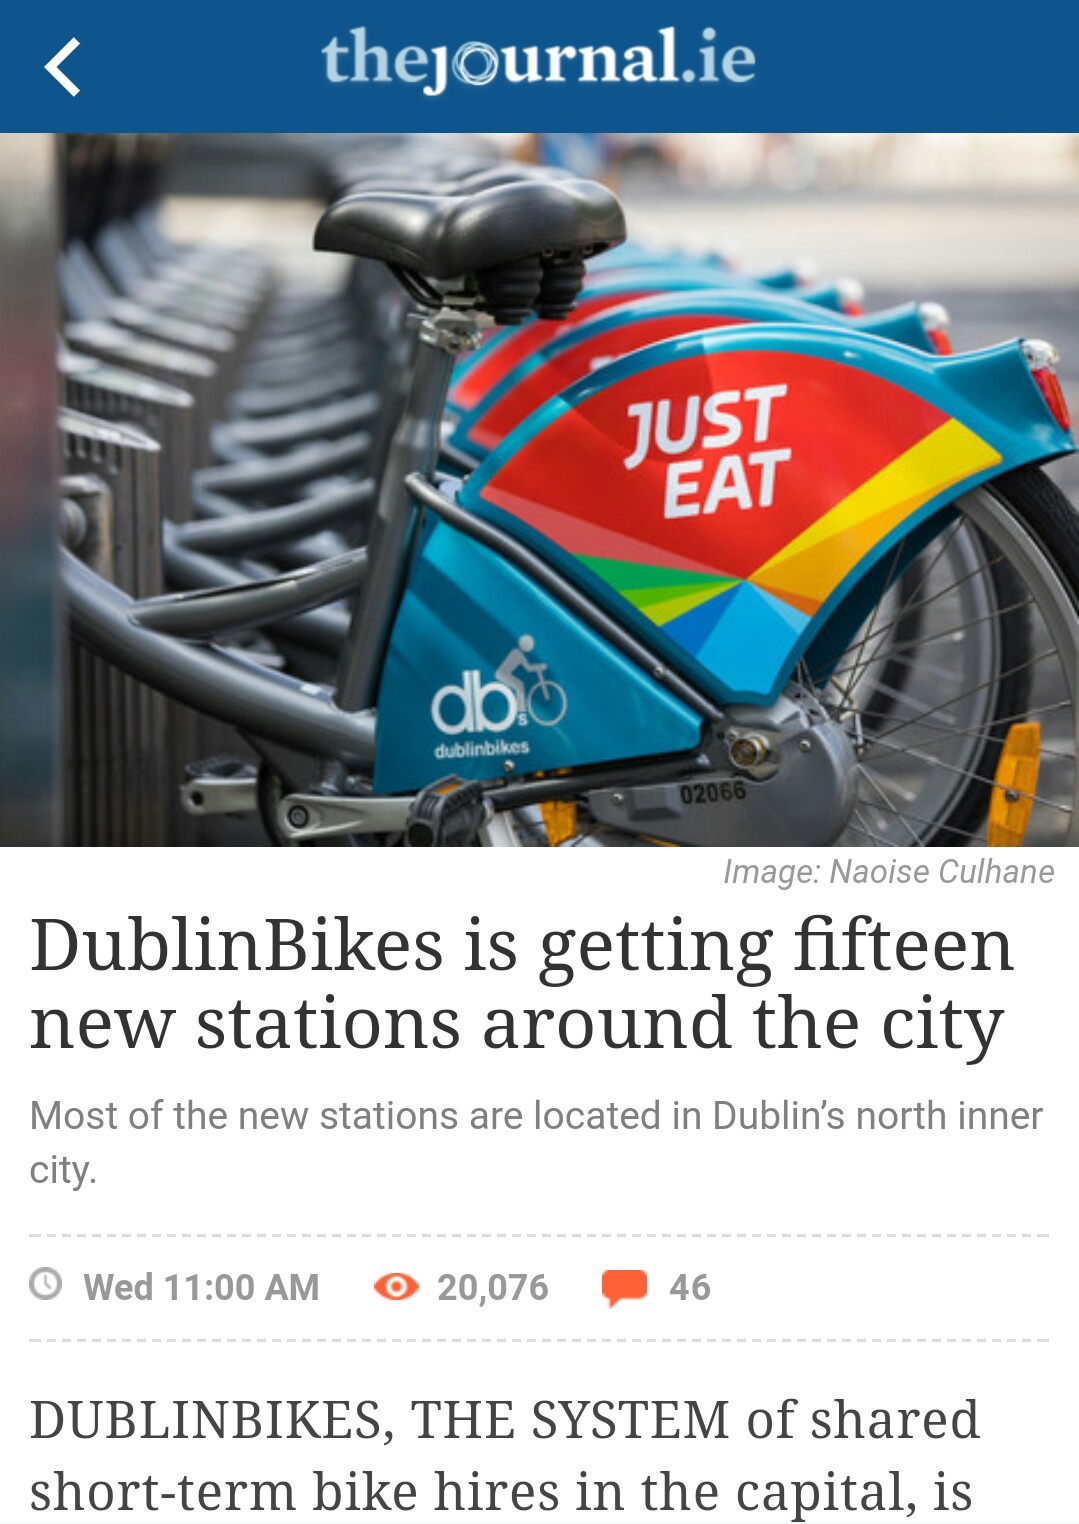 thejournal.ie
JUST
EAT
dbs
dublinbikes
02066
Image: Naoise Culhane
DublinBikes is getting fifteen
new stations around the city
Most of the new stations are located in Dublin’s north inner
city.
Wed 11:00 AM 20,076 46
DUBLINBIKES, THE SYSTEM of shared
short-term bike hires in the capital, is